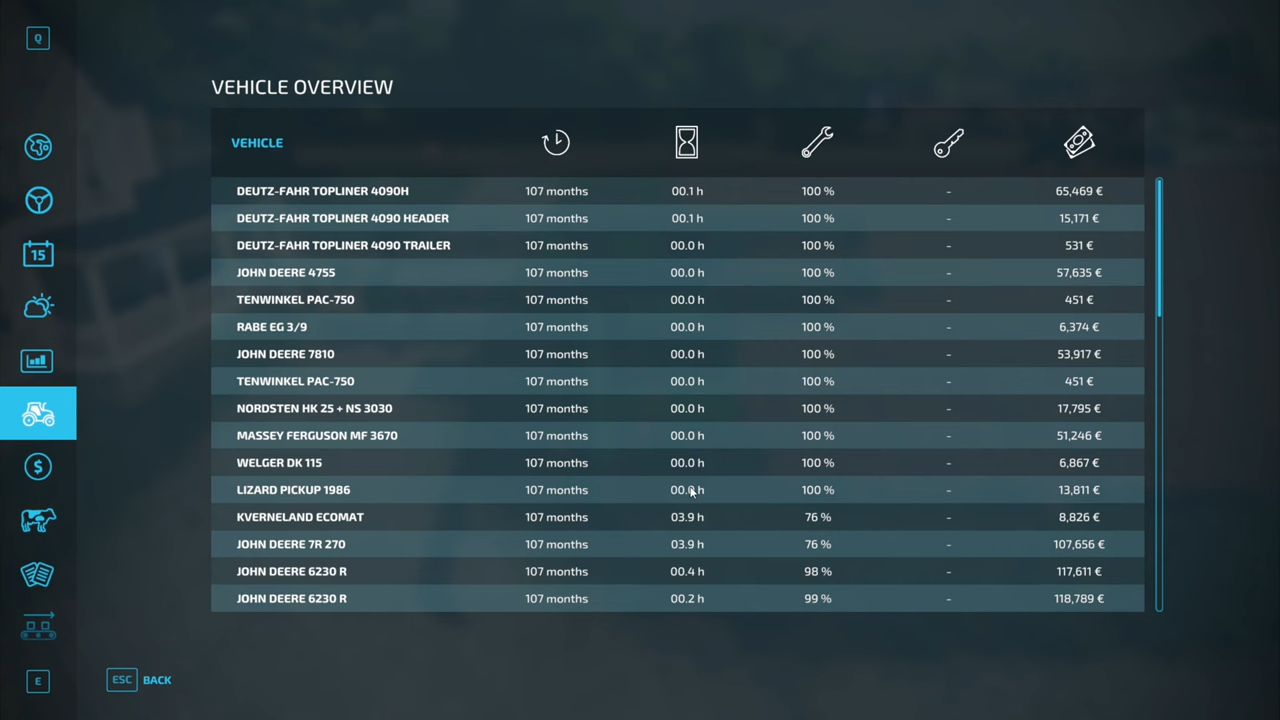 Q
VEHICLE OVERVIEW
VEHICLE
DEUTZ-FAHR TOPLINER 4090H 107 months 00.1 h 100 % - 65,469 €
DEUTZ-FAHR TOPLINER 4090 HEADER 107 months 00.1 h 100 % - 15,171 €
DEUTZ-FAHR TOPLINER 4090 TRAILER 107 months 00.0 h 100 % - 531 €
JOHN DEERE 4755 107 months 00.0 h 100 % - 57,635 €
TENWINKEL PAC-750 107 months 00.0 h 100 % - 451 €
RABE EG 3/9 107 months 00.0 h 100 % - 6,374 €
JOHN DEERE 7810 107 months 00.0 h 100 % - 53,917 €
TENWINKEL PAC-750 107 months 00.0 h 100 % - 451 €
NORDSTEN HK 25 + NS 3030 107 months 00.0 h 100 % - 17,795 €
MASSEY FERGUSON MF 3670 107 months 00.0 h 100 % - 51,246 €
WELGER DK 115 107 months 00.0 h 100 % - 6,867 €
LIZARD PICKUP 1986 107 months 00.0 h 100 % - 13,811 €
KVERNELAND ECOMAT 107 months 03.9 h 76 % - 8,826 €
JOHN DEERE 7R 270 107 months 03.9 h 76 % - 107,656 €
JOHN DEERE 6230 R 107 months 00.4 h 98 % - 117,611 €
JOHN DEERE 6230 R 107 months 00.2 h 99 % - 118,789 €
15
$
E
ESC BACK